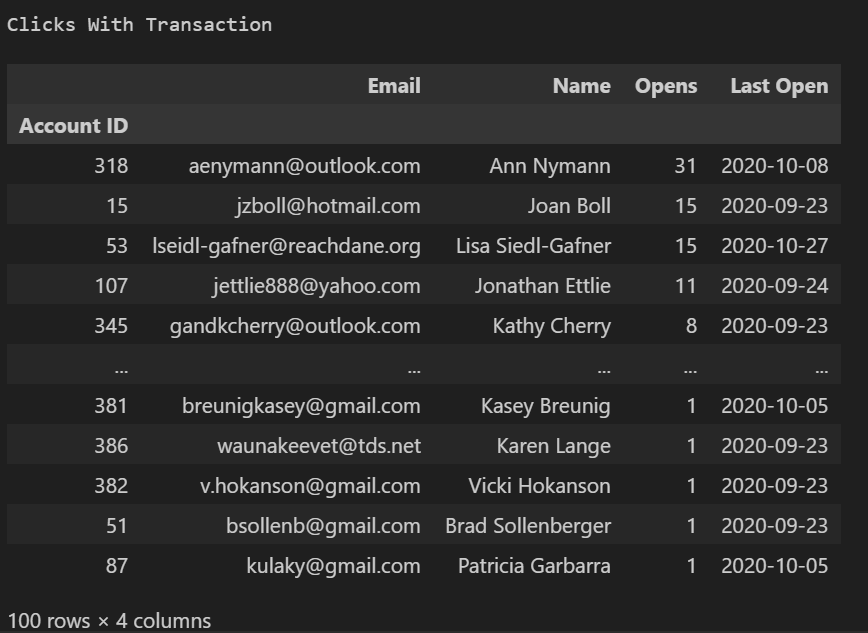 Clicks With Transaction
Email Name Opens Last Open
Account ID
318 aenymann@outlook.com Ann Nymann 31 2020-10-08
15 jzboll@hotmail.com Joan Boll 15 2020-09-23
53 lseidl-gafner@reachdane.org Lisa Siedl-Gafner 15 2020-10-27
107 jettlie888@yahoo.com Jonathan Ettlie 11 2020-09-24
345 gandkcherry@outlook.com Kathy Cherry 8 2020-09-23
... ... ... ... ...
381 breunigkasey@gmail.com Kasey Breunig 1 2020-10-05
386 waunakeevet@tds.net Karen Lange 1 2020-09-23
382 v.hokanson@gmail.com Vicki Hokanson 1 2020-09-23
51 bsollenb@gmail.com Brad Sollenberger 1 2020-09-23
87 kulaky@gmail.com Patricia Garbarra 1 2020-10-05
100 rows × 4 columns